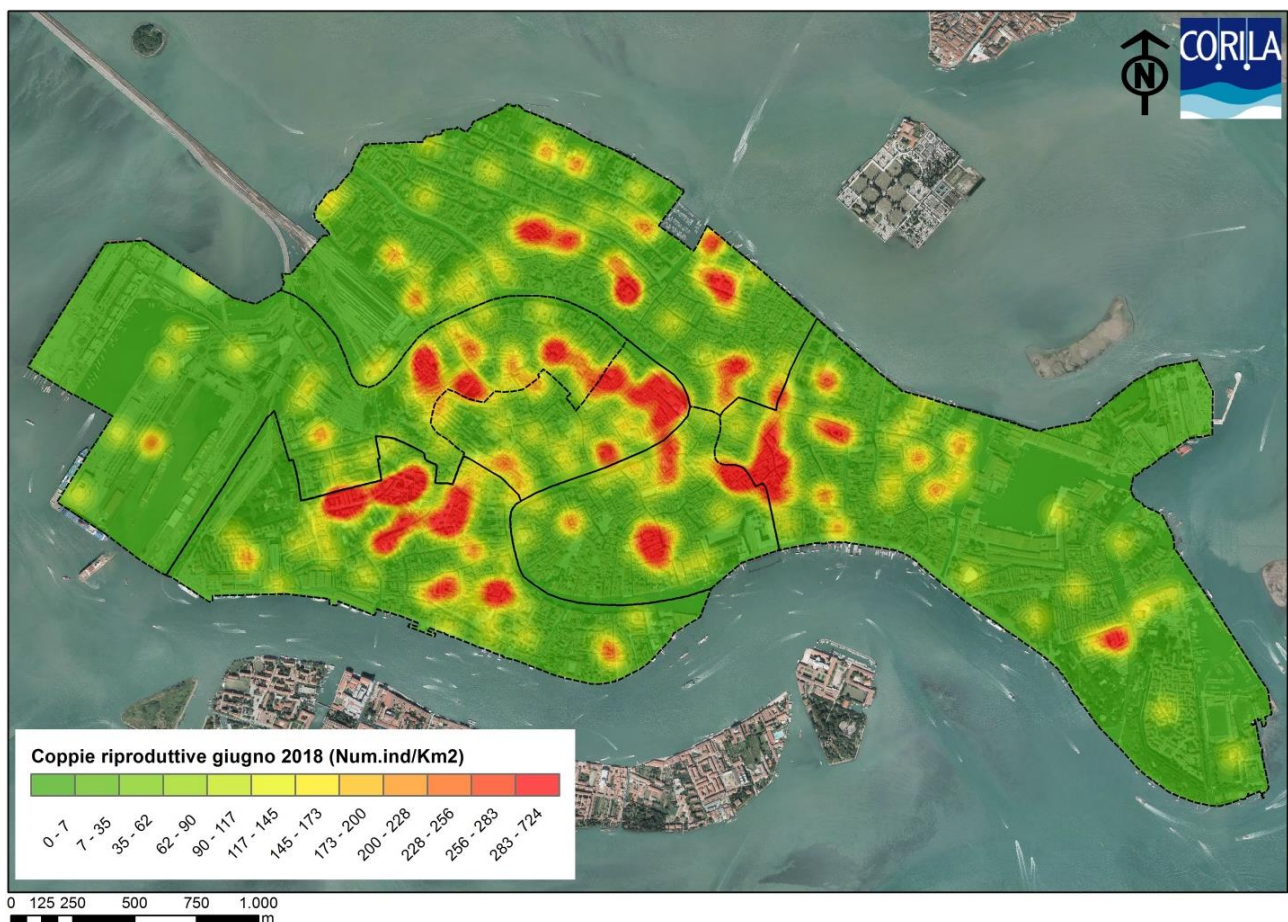 N
CORILA
Coppie riproduttive giugno 2018 (Num.ind/Km2)
0 - 7
7 - 35
35 - 62
62 - 90
90 - 117
117 - 145
145 - 173
173 - 200
200 - 228
228 - 256
256 - 283
283 - 724
0 125 250 500 750 1.000
m